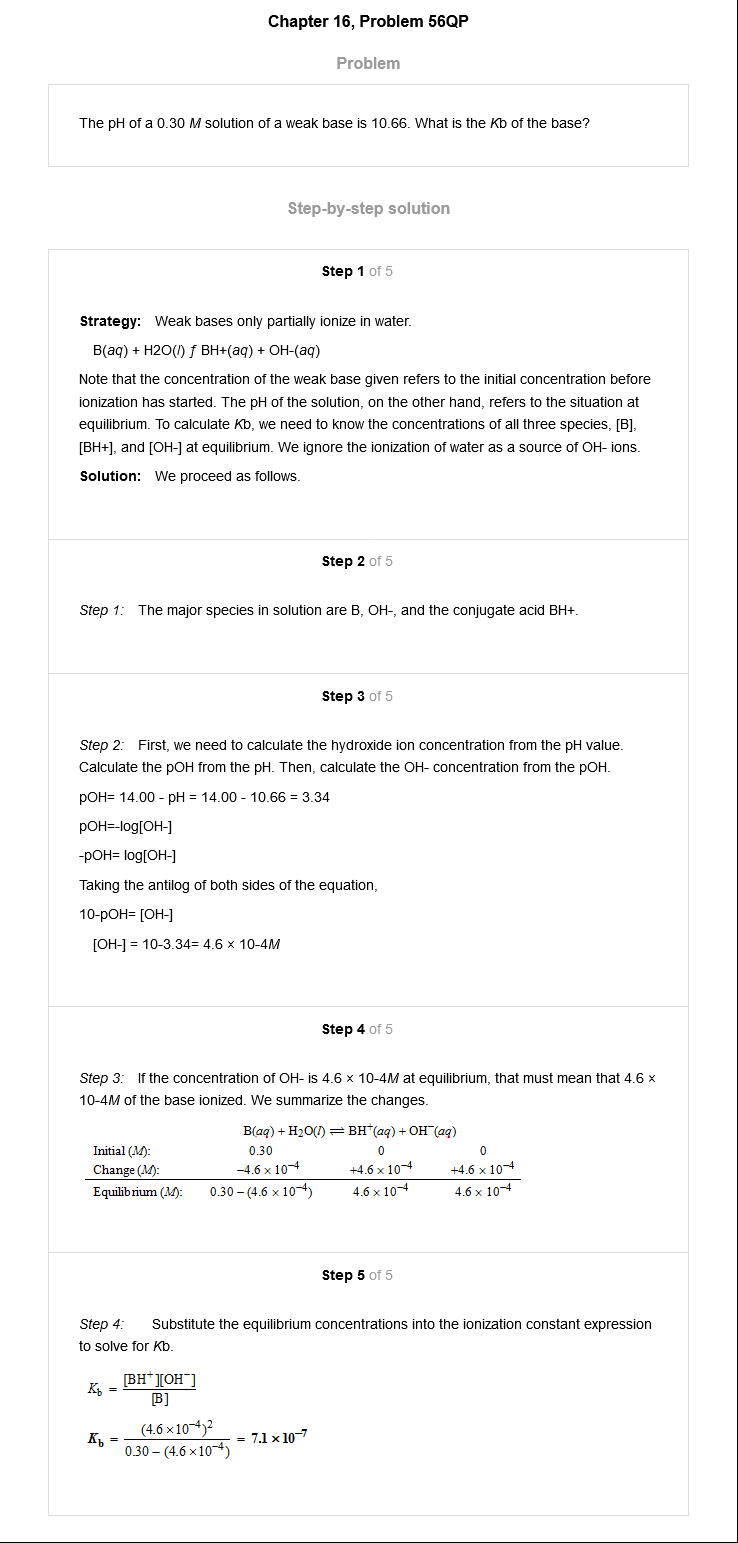 Chapter 16, Problem 56QP
Problem
The pH of a 0.30 M solution of a weak base is 10.66. What is the Kb of the base?
Step-by-step solution
Step 1 of 5
Strategy: Weak bases only partially ionize in water.
B(aq) + H2O(l) ƒ BH+(aq) + OH-(aq)
Note that the concentration of the weak base given refers to the initial concentration before
ionization has started. The pH of the solution, on the other hand, refers to the situation at
equilibrium. To calculate Kb, we need to know the concentrations of all three species, [B],
[BH+], and [OH-] at equilibrium. We ignore the ionization of water as a source of OH- ions.
Solution: We proceed as follows.
Step 2 of 5
Step 1: The major species in solution are B, OH-, and the conjugate acid BH+.
Step 3 of 5
Step 2: First, we need to calculate the hydroxide ion concentration from the pH value.
Calculate the pOH from the pH. Then, calculate the OH- concentration from the pOH.
pOH= 14.00 - pH = 14.00 - 10.66 = 3.34
pOH=-log[OH-]
-pOH= log[OH-]
Taking the antilog of both sides of the equation,
10-pOH= [OH-]
[OH-] = 10-3.34= 4.6 × 10-4M
Step 4 of 5
Step 3: If the concentration of OH- is 4.6 × 10-4M at equilibrium, that must mean that 4.6 ×
10-4M of the base ionized. We summarize the changes.
B(aq) + H₂O(l) ⇌ BH⁺(aq) + OH⁻(aq)
Initial (M): 0.30 0 0
Change (M): −4.6 × 10⁻⁴ +4.6 × 10⁻⁴ +4.6 × 10⁻⁴
Equilibrium (M): 0.30 – (4.6 × 10⁻⁴) 4.6 × 10⁻⁴ 4.6 × 10⁻⁴
Step 5 of 5
Step 4: Substitute the equilibrium concentrations into the ionization constant expression
to solve for Kb.
K_b = [BH⁺][OH⁻] / [B]
K_b = (4.6 × 10⁻⁴)² / 0.30 – (4.6 × 10⁻⁴) = 7.1 × 10⁻⁷